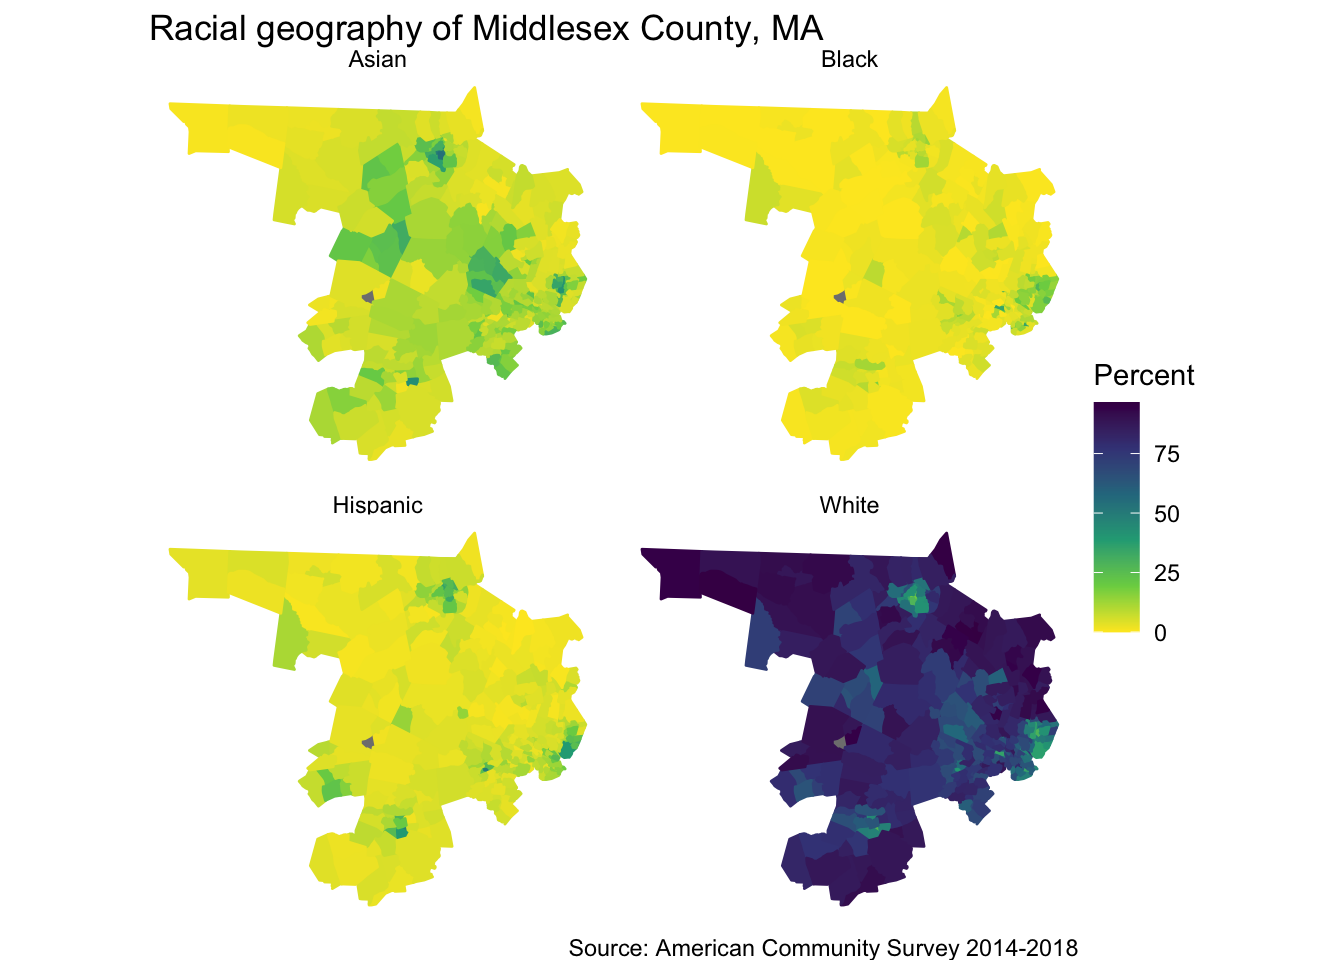 Racial geography of Middlesex County, MA
Asian
Black
Hispanic
White
Percent
75
50
25
0
Source: American Community Survey 2014-2018